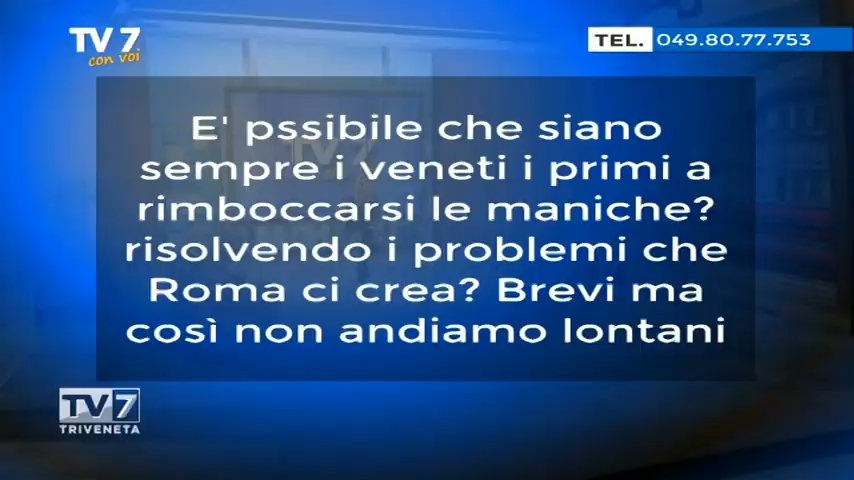 TV7
con voi
TEL. 049.80.77.753
E' pssibile che siano
sempre i veneti i primi a
rimboccarsi le maniche?
risolvendo i problemi che
Roma ci crea? Brevi ma
così non andiamo lontani
TV7
TRIVENETA